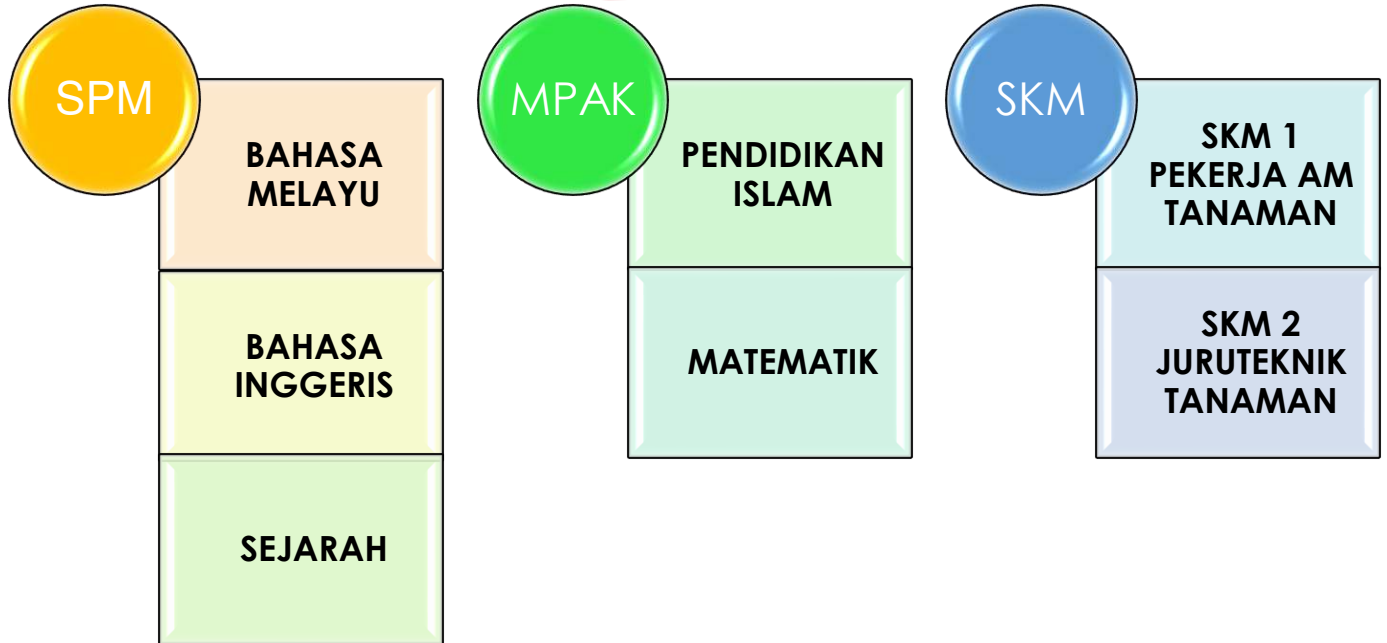 SPM
BAHASA
MELAYU
BAHASA
INGGERIS
SEJARAH
MPAK
PENDIDIKAN
ISLAM
MATEMATIK
SKM
SKM 1
PEKERJA AM
TANAMAN
SKM 2
JURUTEKNIK
TANAMAN